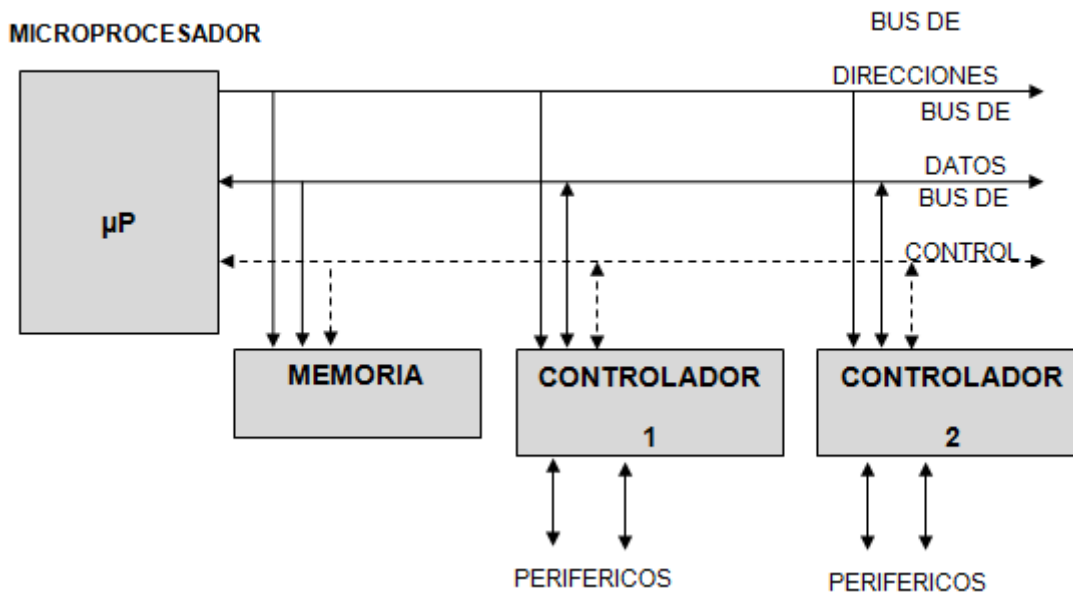 MICROPROCESADOR
BUS DE
DIRECCIONES
BUS DE
DATOS
BUS DE
CONTROL
µP
MEMORIA
CONTROLADOR
1
CONTROLADOR
2
PERIFERICOS
PERIFERICOS